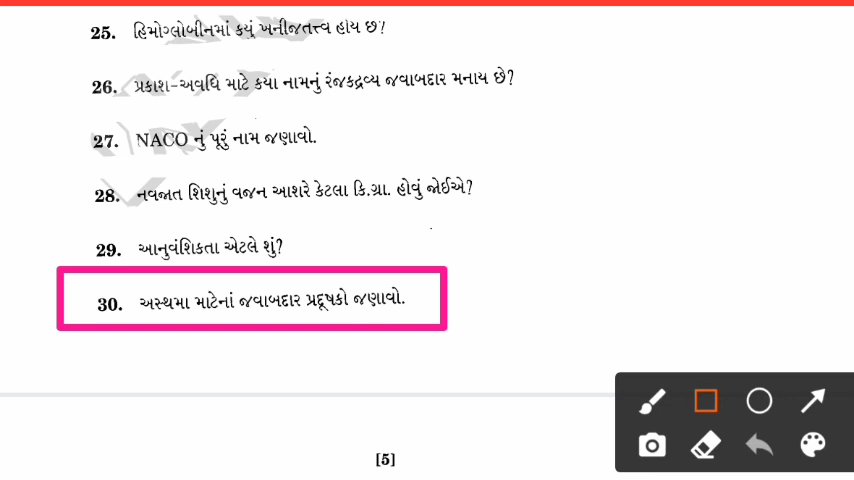 25. હિમોગ્લોબીનમાં કયું ખનીજતત્ત્વ હોય છે?
26. પ્રકાશ-અવધિ માટે કયા નામનું રંજકદ્રવ્ય જવાબદાર મનાય છે?
27. NACO નું પૂરું નામ જણાવો.
28. નવજાત શિશુનું વજન આશરે કેટલા કિ.ગ્રા. હોવું જોઈએ?
29. આનુવંશિકતા એટલે શું?
30. અસ્થમા માટેનાં જવાબદાર પ્રદૂષકો જણાવો.
[5]